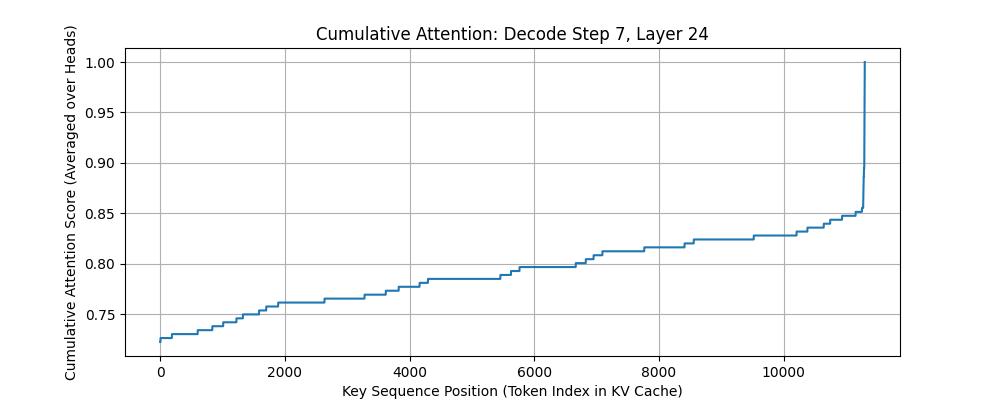 Cumulative Attention: Decode Step 7, Layer 24
Cumulative Attention Score (Averaged over Heads)
1.00
0.95
0.90
0.85
0.80
0.75
0 2000 4000 6000 8000 10000
Key Sequence Position (Token Index in KV Cache)